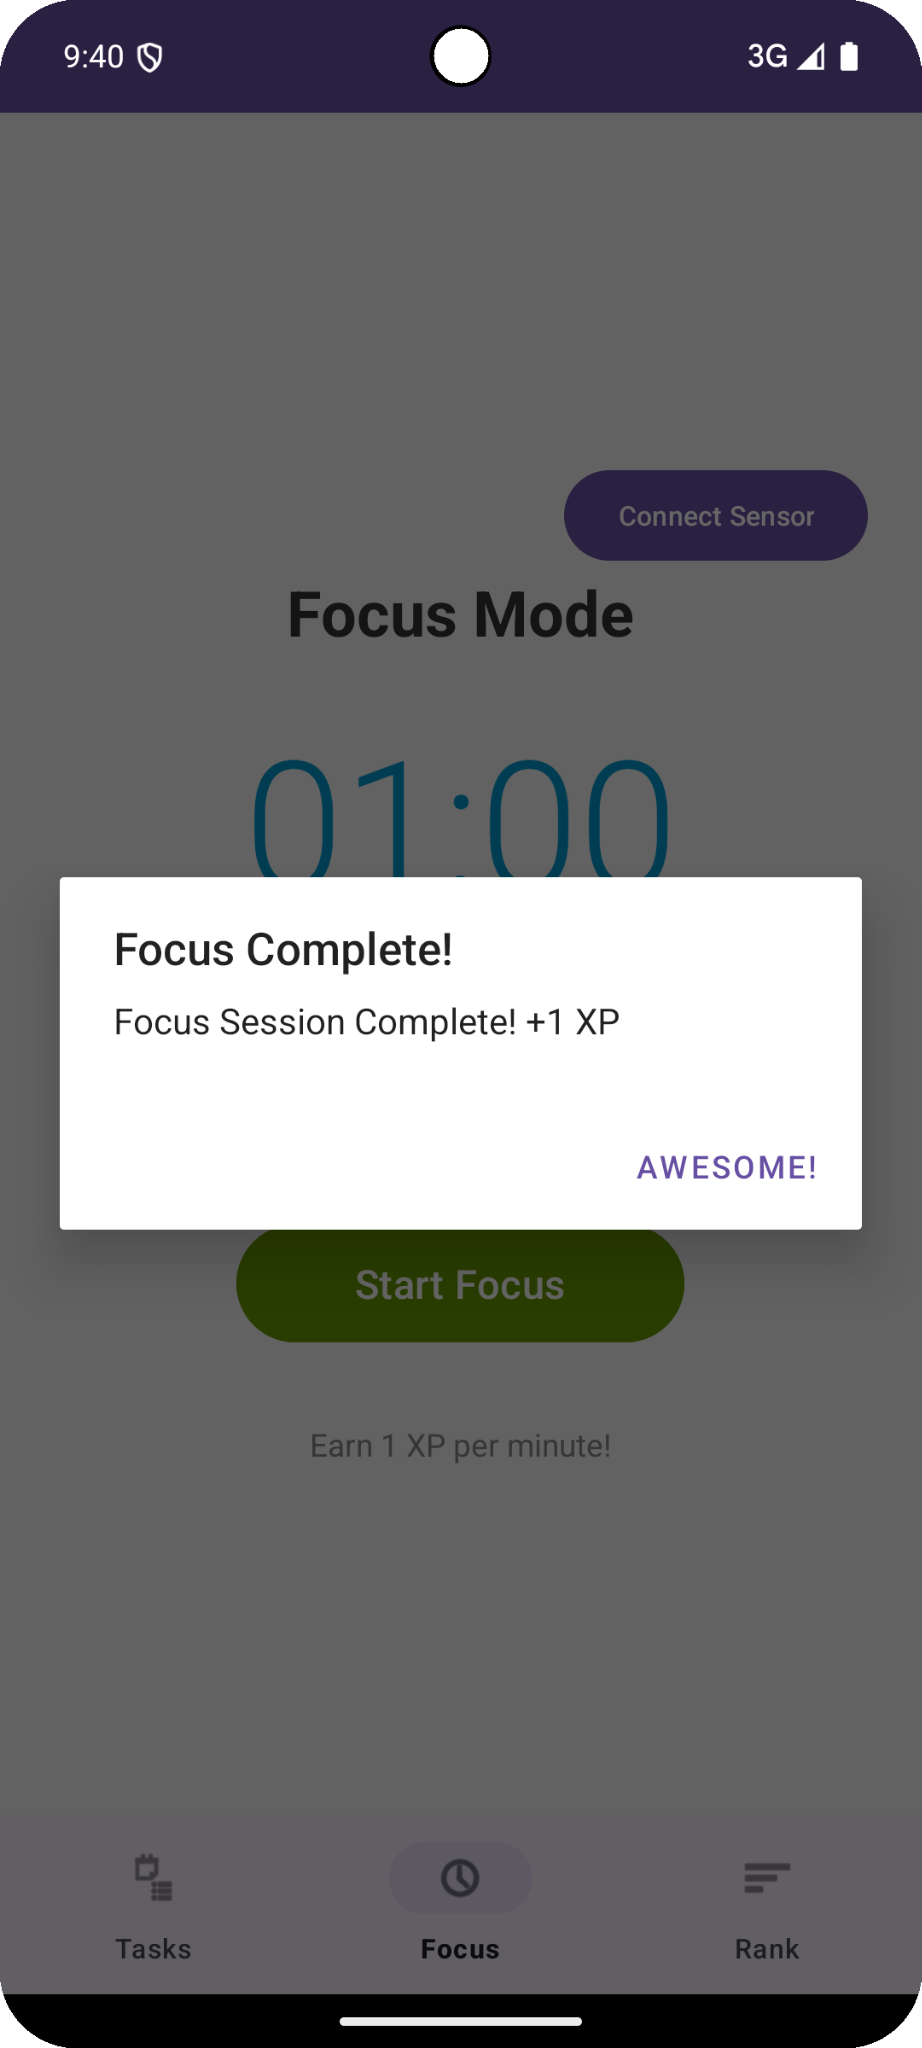 9:40
3G
Connect Sensor
Focus Mode
01:00
Focus Complete!
Focus Session Complete! +1 XP
AWESOME!
Start Focus
Earn 1 XP per minute!
Tasks
Focus
Rank